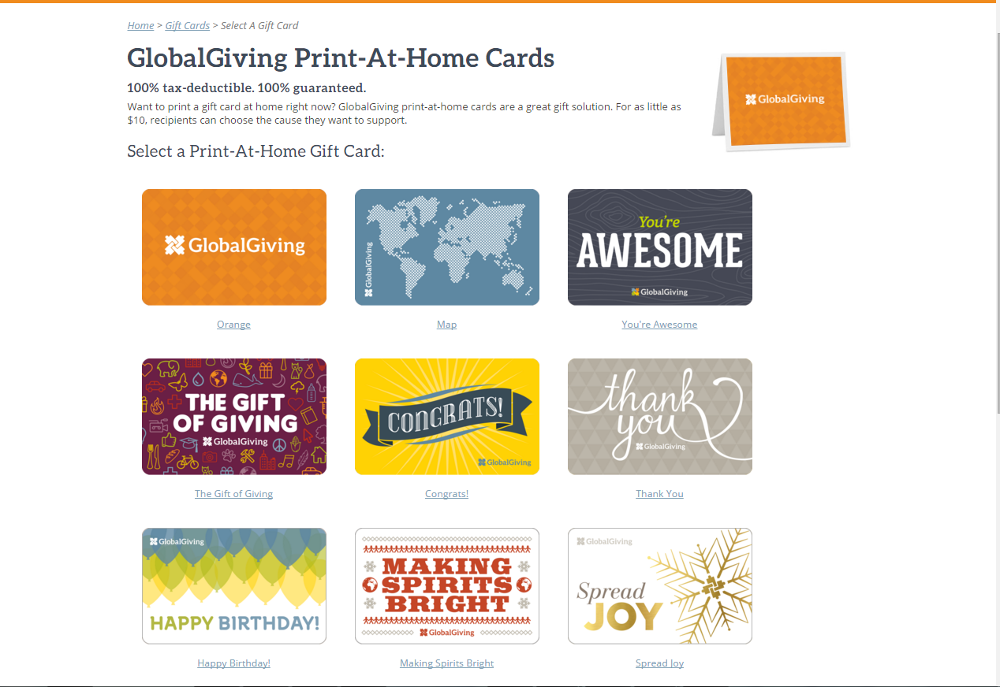 Home > Gift Cards > Select A Gift Card
GlobalGiving Print-At-Home Cards
100% tax-deductible. 100% guaranteed.
Want to print a gift card at home right now? GlobalGiving print-at-home cards are a great gift solution. For as little as
$10, recipients can choose the cause they want to support.
GlobalGiving
Select a Print-At-Home Gift Card:
GlobalGiving
Orange
GlobalGiving
Map
You're
AWESOME
GlobalGiving
You're Awesome
THE GIFT
OF GIVING
GlobalGiving
The Gift of Giving
CONGRATS!
GlobalGiving
Congrats!
thank
you
GlobalGiving
Thank You
GlobalGiving
HAPPY BIRTHDAY!
Happy Birthday!
MAKING
SPIRITS
BRIGHT
GlobalGiving
Making Spirits Bright
GlobalGiving
Spread
JOY
Spread Joy